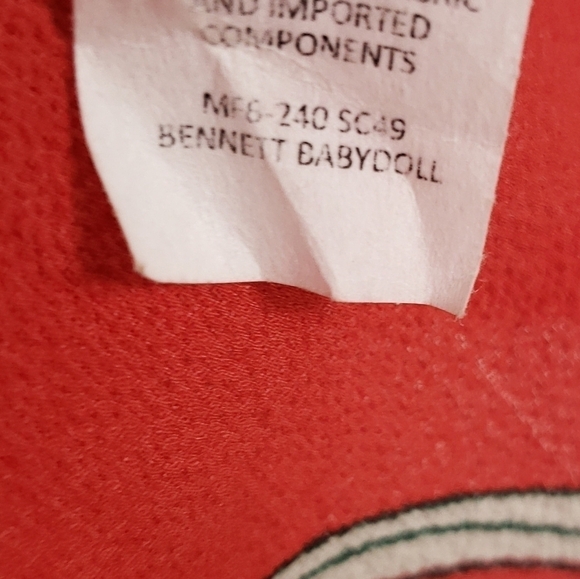 AND IMPORTED
COMPONENTS
MF6-240 SC49
BENNETT BABYDOLL